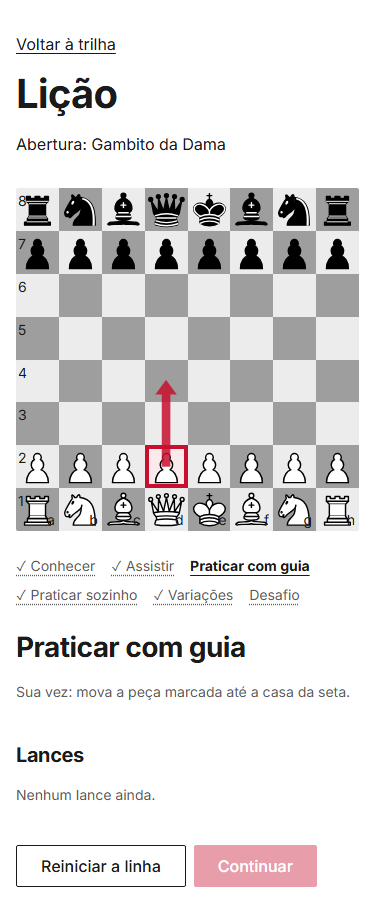 Voltar à trilha
Lição
Abertura: Gambito da Dama
8
7
6
5
4
3
2
1
a b c d e f g h
✓ Conhecer ✓ Assistir Praticar com guia
✓ Praticar sozinho ✓ Variações Desafio
Praticar com guia
Sua vez: mova a peça marcada até a casa da seta.
Lances
Nenhum lance ainda.
Reiniciar a linha Continuar